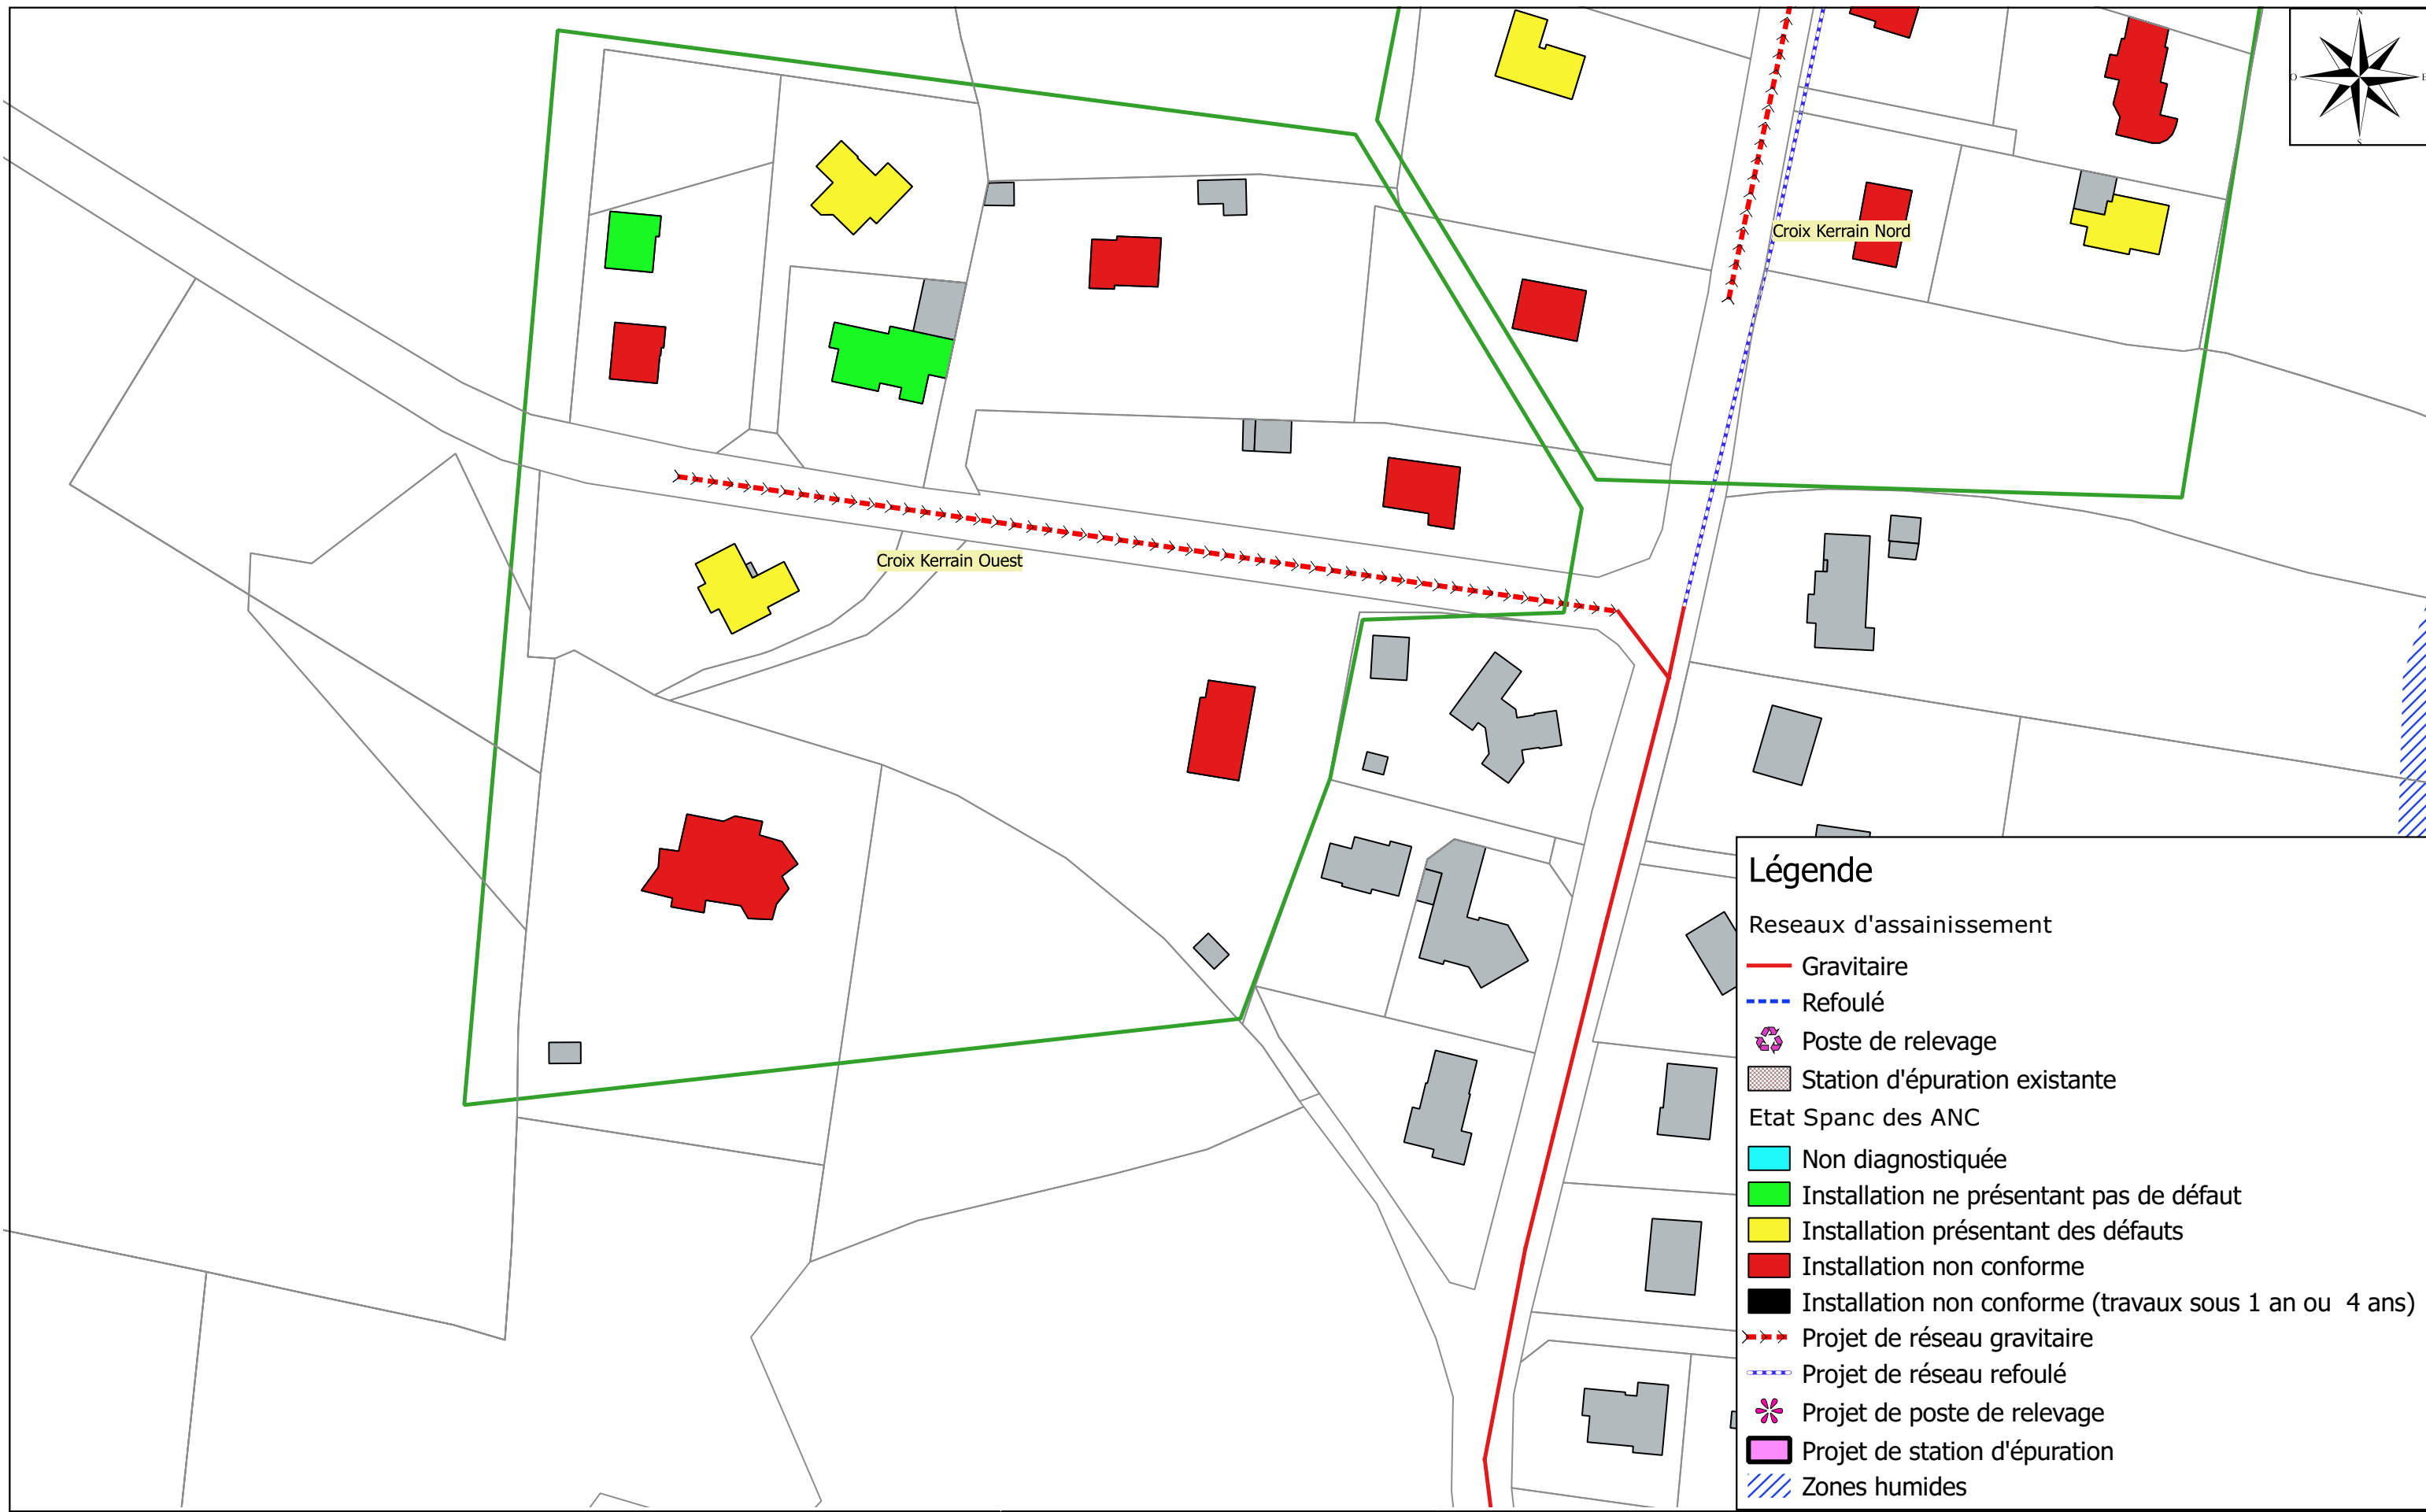 N
O
E
S
Croix Kerrain Nord
Croix Kerrain Ouest
Légende
Reseaux d'assainissement
Gravitaire
Refoulé
Poste de relevage
Station d'épuration existante
Etat Spanc des ANC
Non diagnostiquée
Installation ne présentant pas de défaut
Installation présentant des défauts
Installation non conforme
Installation non conforme (travaux sous 1 an ou  4 ans)
Projet de réseau gravitaire
Projet de réseau refoulé
Projet de poste de relevage
Projet de station d'épuration
Zones humides